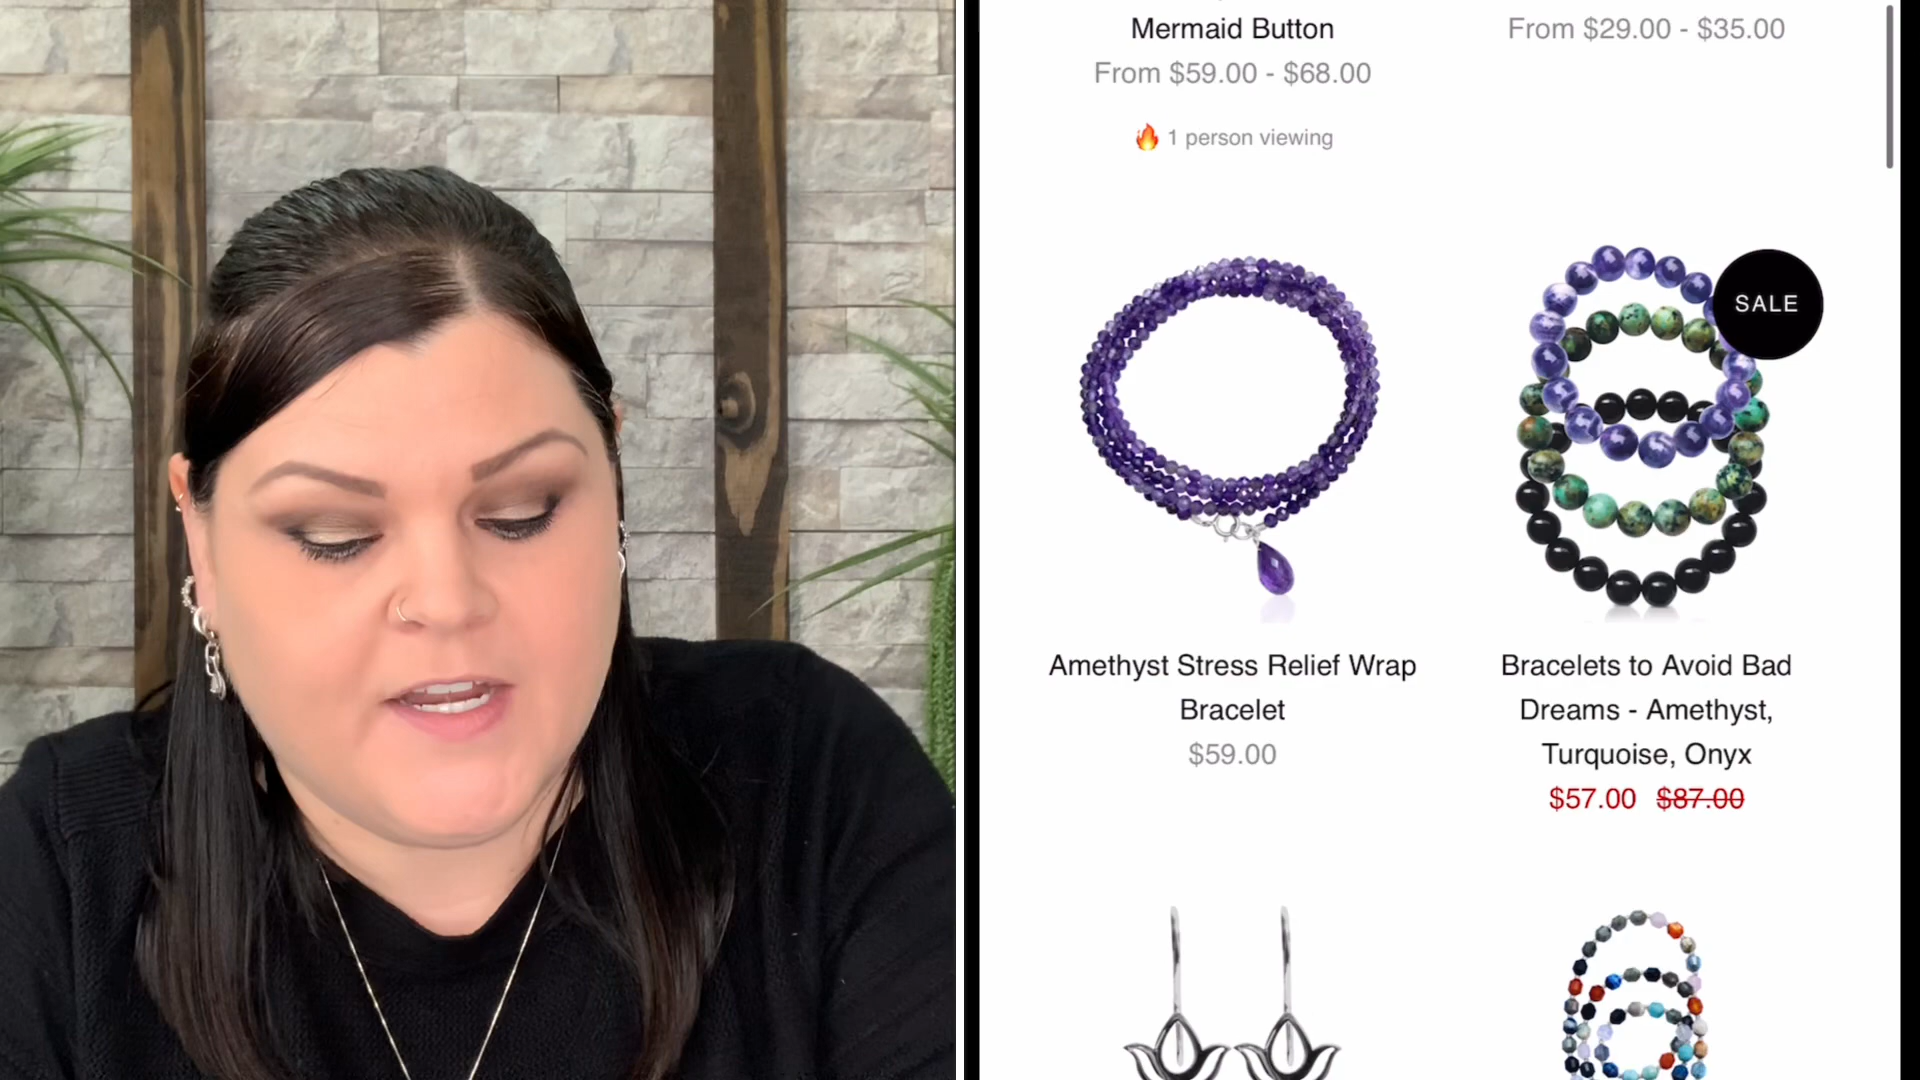 Mermaid Button
From $59.00 - $68.00
🔥 1 person viewing
From $29.00 - $35.00
SALE
Amethyst Stress Relief Wrap
Bracelet
$59.00
Bracelets to Avoid Bad
Dreams - Amethyst,
Turquoise, Onyx
$57.00 $87.00